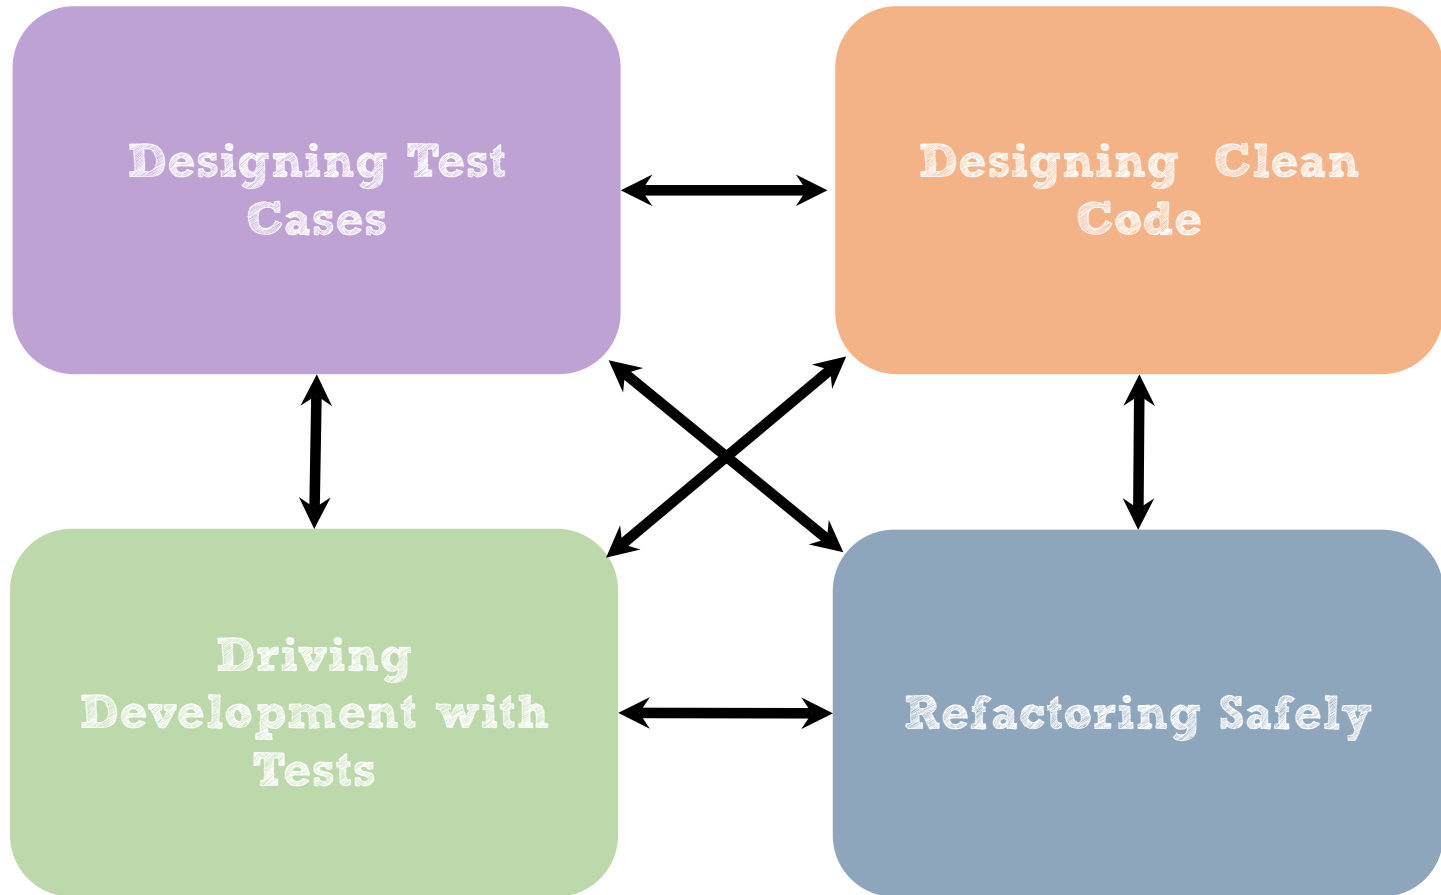 Designing Test
Cases
Designing Clean
Code
Driving
Development with
Tests
Refactoring Safely